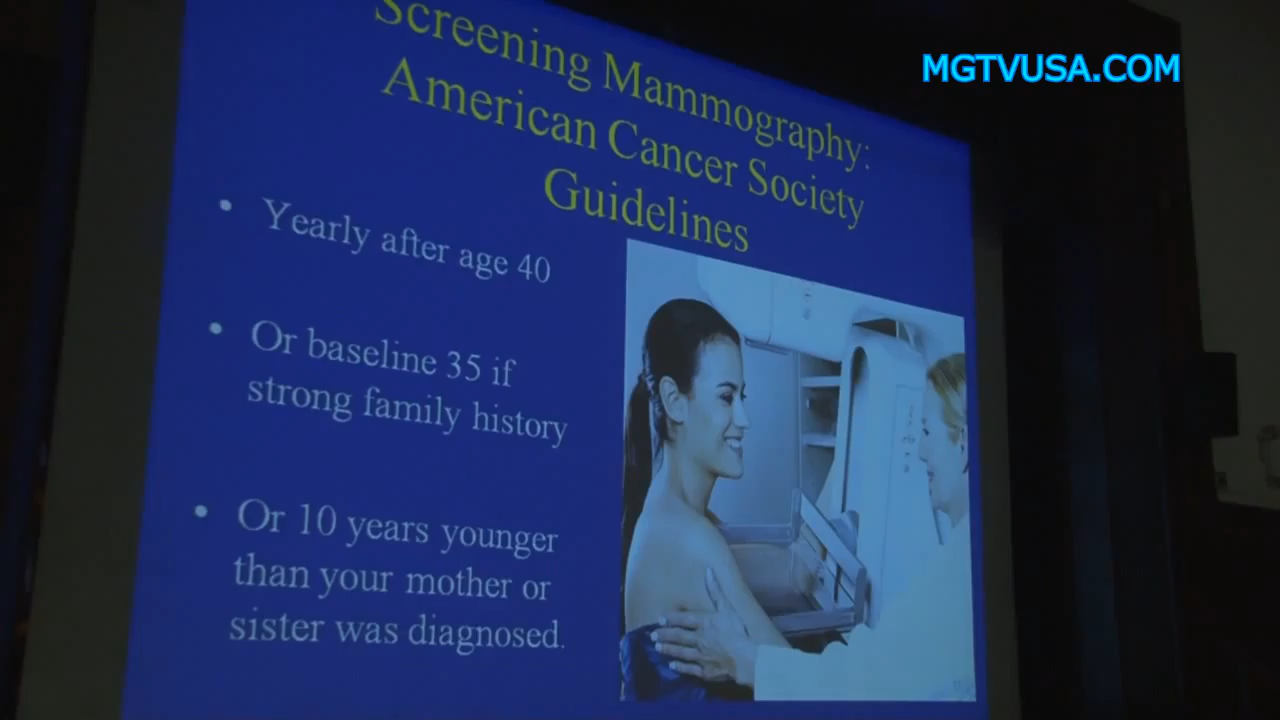 MGTVUSA.COM
Screening Mammography:
American Cancer Society
Guidelines
• Yearly after age 40
• Or baseline 35 if
strong family history
• Or 10 years younger
than your mother or
sister was diagnosed.